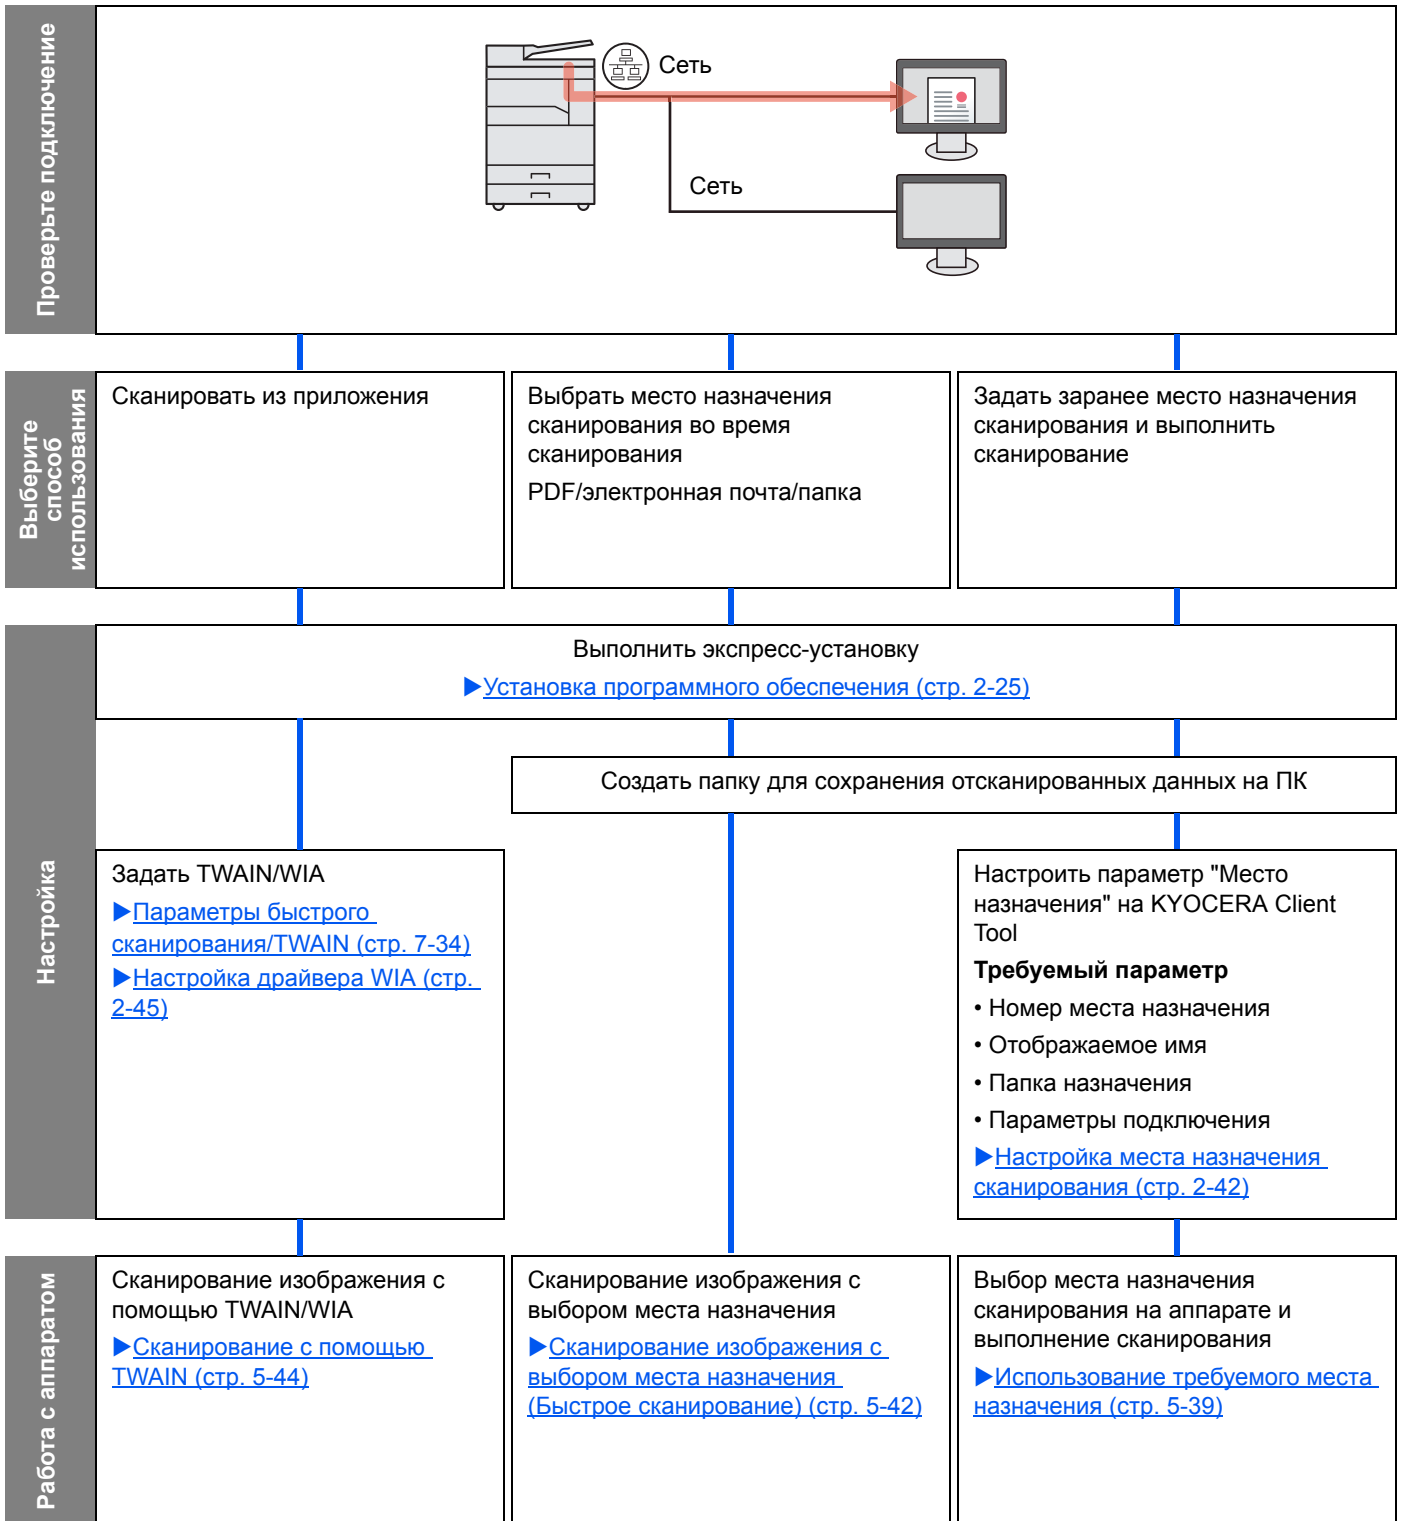 Проверьте подключение
Сеть
Сеть
Выберите
способ
использования
Сканировать из приложения
Выбрать место назначения
сканирования во время
сканирования
PDF/электронная почта/папка
Задать заранее место назначения
сканирования и выполнить
сканирование
Настройка
Выполнить экспресс-установку
▶Установка программного обеспечения (стр. 2-25)
Создать папку для сохранения отсканированных данных на ПК
Задать TWAIN/WIA
▶Параметры быстрого
сканирования/TWAIN (стр. 7-34)
▶Настройка драйвера WIA (стр.
2-45)
Настроить параметр "Место
назначения" на KYOCERA Client
Tool
Требуемый параметр
• Номер места назначения
• Отображаемое имя
• Папка назначения
• Параметры подключения
▶Настройка места назначения
сканирования (стр. 2-42)
Работа с аппаратом
Сканирование изображения с
помощью TWAIN/WIA
▶Сканирование с помощью
TWAIN (стр. 5-44)
Сканирование изображения с
выбором места назначения
▶Сканирование изображения с
выбором места назначения
(Быстрое сканирование) (стр. 5-42)
Выбор места назначения
сканирования на аппарате и
выполнение сканирования
▶Использование требуемого места
назначения (стр. 5-39)